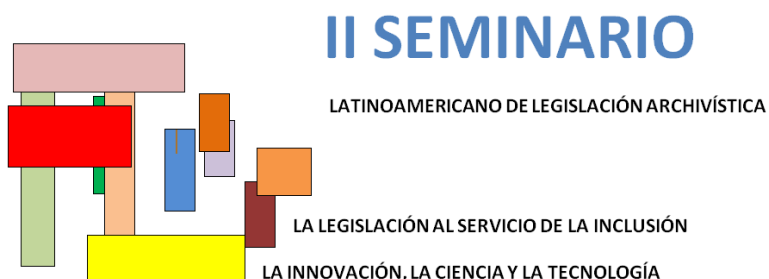 II SEMINARIO
LATINOAMERICANO DE LEGISLACIÓN ARCHIVÍSTICA
LA LEGISLACIÓN AL SERVICIO DE LA INCLUSIÓN
LA INNOVACIÓN, LA CIENCIA Y LA TECNOLOGÍA